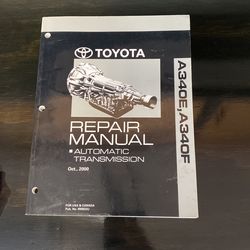 TOYOTA
A340E, A340F
REPAIR
MANUAL
AUTOMATIC
TRANSMISSION
Oct., 2000
FOR USA & CANADA